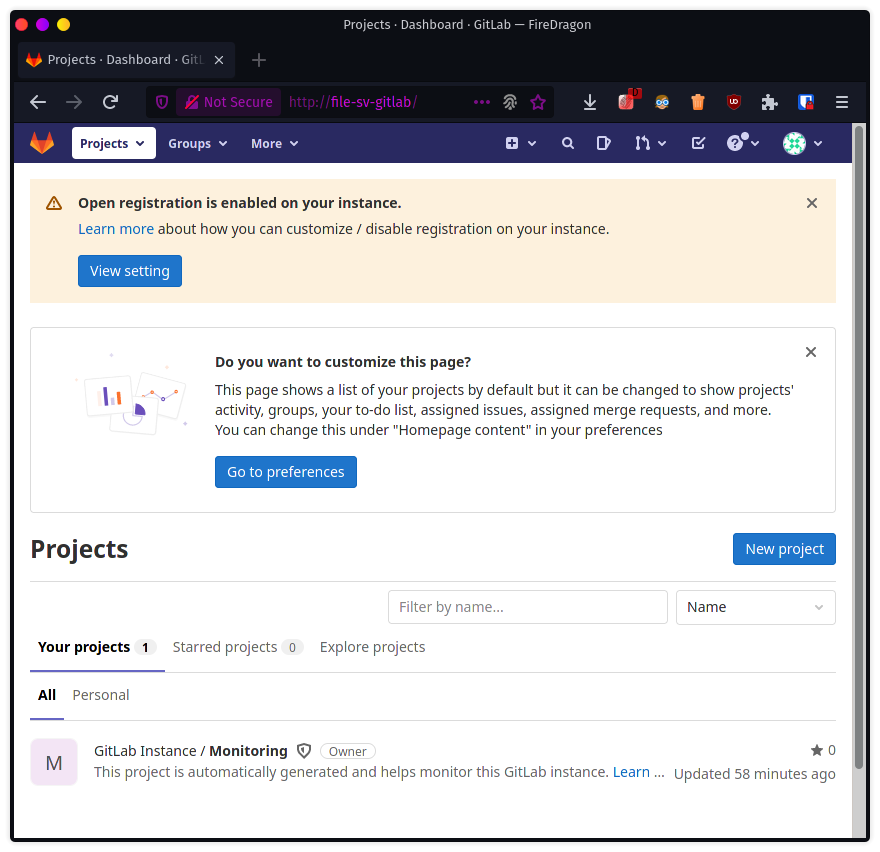 Projects · Dashboard · GitLab — FireDragon
Projects · Dashboard · GitL
Not Secure http://file-sv-gitlab/
Projects Groups More
Open registration is enabled on your instance.
Learn more about how you can customize / disable registration on your instance.
View setting
Do you want to customize this page?
This page shows a list of your projects by default but it can be changed to show projects'
activity, groups, your to-do list, assigned issues, assigned merge requests, and more.
You can change this under "Homepage content" in your preferences
Go to preferences
Projects
New project
Filter by name... Name
Your projects 1 Starred projects 0 Explore projects
All Personal
M
GitLab Instance / Monitoring Owner 0
This project is automatically generated and helps monitor this GitLab instance. Learn ... Updated 58 minutes ago